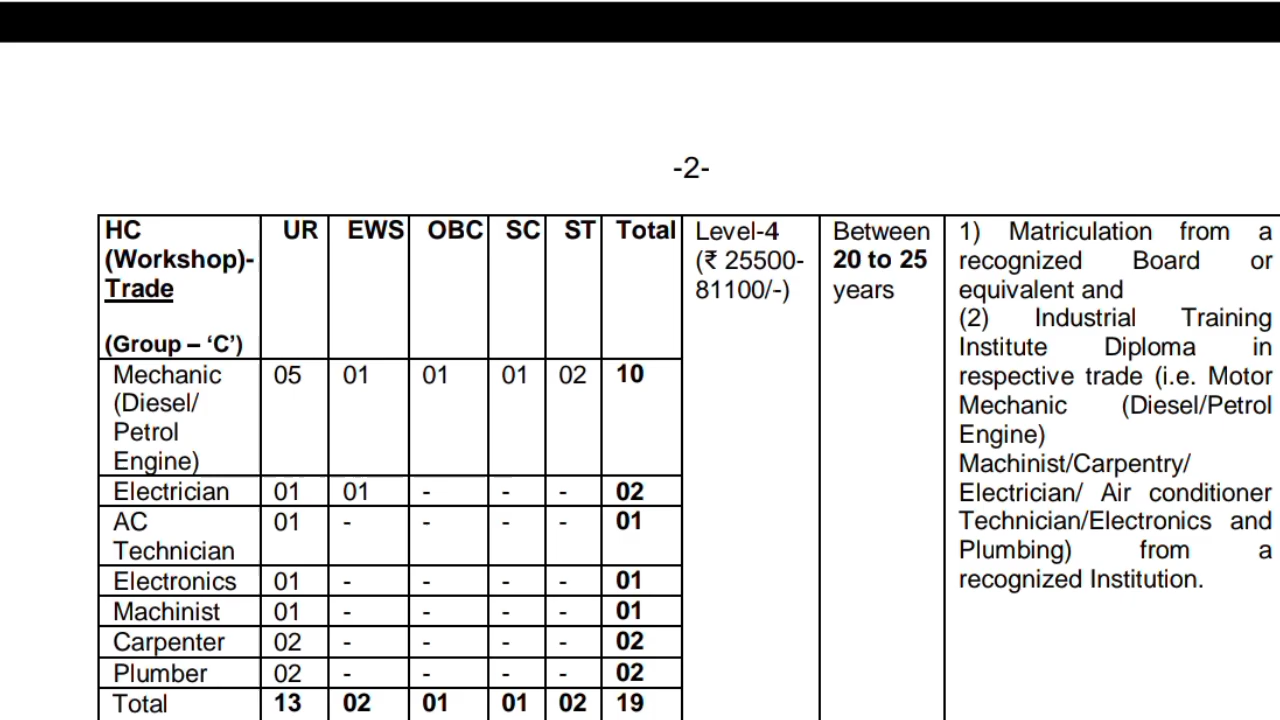 -2-
HC (Workshop)- Trade (Group – ‘C’) UR EWS OBC SC ST Total
Mechanic (Diesel/ Petrol Engine) 05 01 01 01 02 10
Electrician 01 01 - - - 02
AC Technician 01 - - - - 01
Electronics 01 - - - - 01
Machinist 01 - - - - 01
Carpenter 02 - - - - 02
Plumber 02 - - - - 02
Total 13 02 01 01 02 19
Level-4
(₹ 25500-
81100/-)
Between
20 to 25
years
1) Matriculation from a
recognized Board or
equivalent and
(2) Industrial Training
Institute Diploma in
respective trade (i.e. Motor
Mechanic (Diesel/Petrol
Engine)
Machinist/Carpentry/
Electrician/ Air conditioner
Technician/Electronics and
Plumbing) from a
recognized Institution.